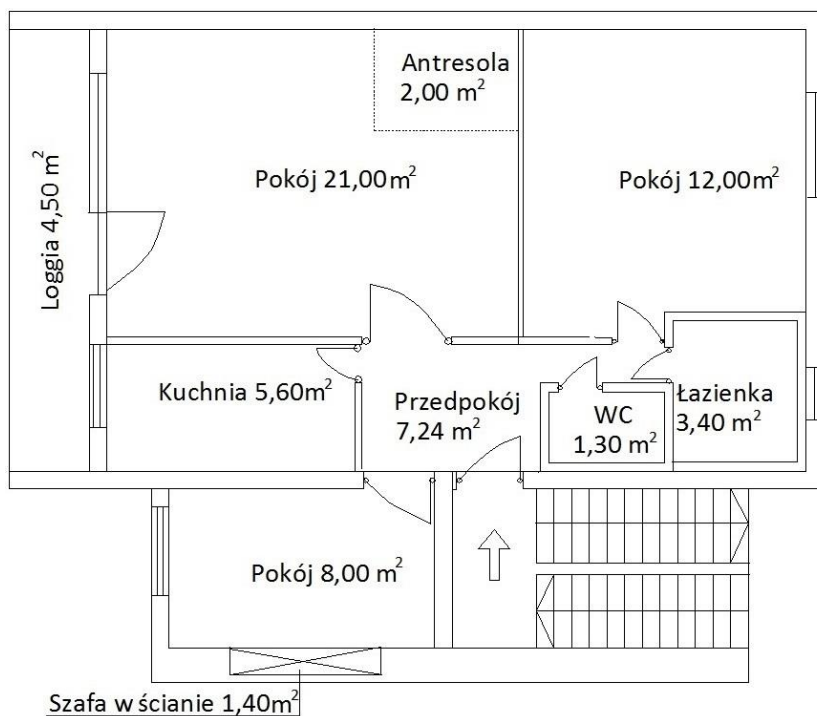 Antresola
2,00 m²
Pokój 21,00m²
Pokój 12,00m²
Loggia 4,50 m²
Kuchnia 5,60m²
Przedpokój
7,24 m²
WC
1,30 m²
Łazienka
3,40 m²
Pokój 8,00 m²
Szafa w ścianie 1,40m²